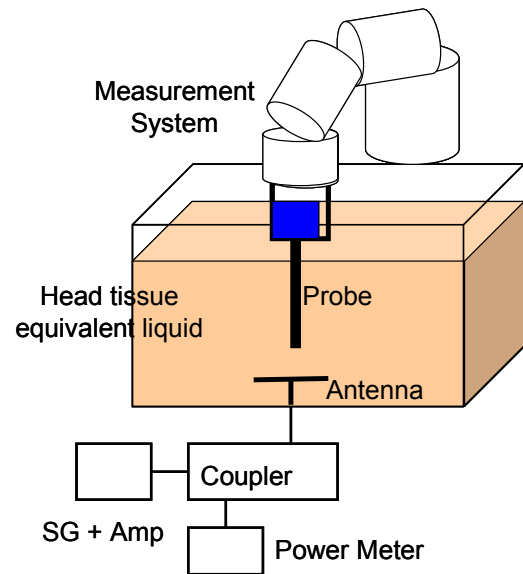 Measurement
System
Head tissue
equivalent liquid
Probe
Antenna
Coupler
SG + Amp
Power Meter